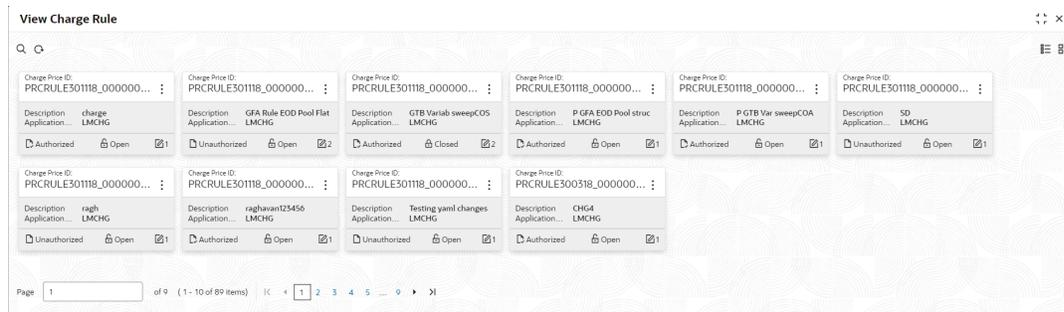 View Charge Rule
Charge Price ID: Charge Price ID: Charge Price ID: Charge Price ID: Charge Price ID: Charge Price ID:
PRCRULE301118_000000... PRCRULE301118_000000... PRCRULE301118_000000... PRCRULE301118_000000... PRCRULE301118_000000... PRCRULE301118_000000...
Description charge Description GFA Rule EOD Pool Flat Description GTB Variab sweepCOS Description P GFA EOD Pool struc Description P GTB Var sweepCOA Description SD
Application... LMCHG Application... LMCHG Application... LMCHG Application... LMCHG Application... LMCHG Application... LMCHG
Authorized Open 1 Unauthorized Open 2 Authorized Closed 2 Authorized Open 1 Authorized Open 1 Unauthorized Open 1
Charge Price ID: Charge Price ID: Charge Price ID: Charge Price ID:
PRCRULE301118_000000... PRCRULE301118_000000... PRCRULE301118_000000... PRCRULE300318_000000...
Description ragh Description raghavan123456 Description Testing yaml changes Description CHG4
Application... LMCHG Application... LMCHG Application... LMCHG Application... LMCHG
Unauthorized Open 1 Authorized Open 1 Unauthorized Open 1 Authorized Open 1
Page 1 of 9 (1 - 10 of 89 items) 1 2 3 4 5 ... 9